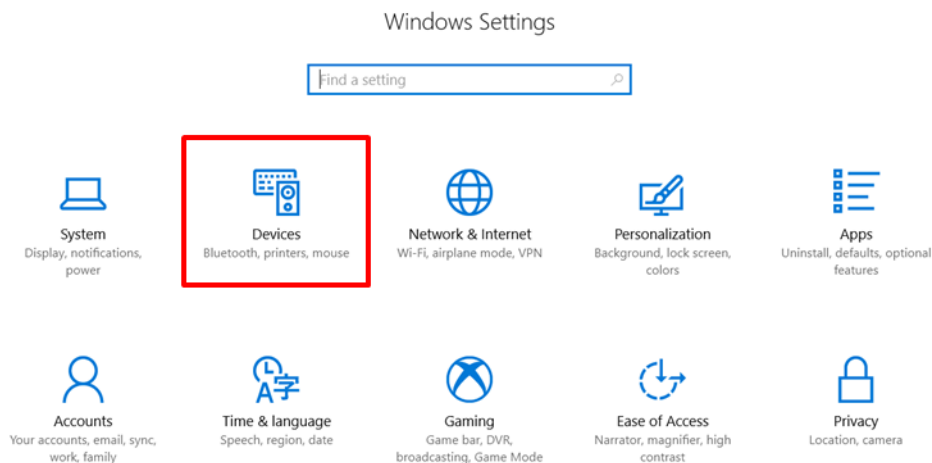 Windows Settings
Find a setting
System
Display, notifications,
power
Devices
Bluetooth, printers, mouse
Network & Internet
Wi-Fi, airplane mode, VPN
Personalization
Background, lock screen,
colors
Apps
Uninstall, defaults, optional
features
Accounts
Your accounts, email, sync,
work, family
Time & language
Speech, region, date
Gaming
Game bar, DVR,
broadcasting, Game Mode
Ease of Access
Narrator, magnifier, high
contrast
Privacy
Location, camera